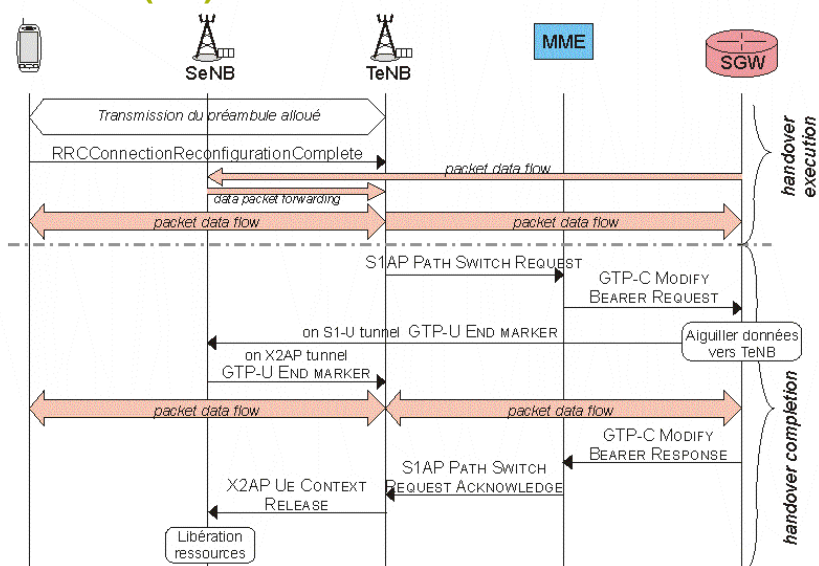 MME
SGW
SeNB
TeNB
Transmission du préambule alloué
RRCConnectionReconfigurationComplete
packet data flow
data packet forwarding
packet data flow
packet data flow
handover
execution
S1AP PATH SWITCH REQUEST
GTP-C MODIFY
BEARER REQUEST
on S1-U tunnel GTP-U END MARKER
Aiguiller données
vers TeNB
on X2AP tunnel
GTP-U END MARKER
packet data flow
packet data flow
GTP-C MODIFY
BEARER RESPONSE
S1AP PATH SWITCH
REQUEST ACKNOWLEDGE
X2AP UE CONTEXT
RELEASE
Libération
ressources
handover completion